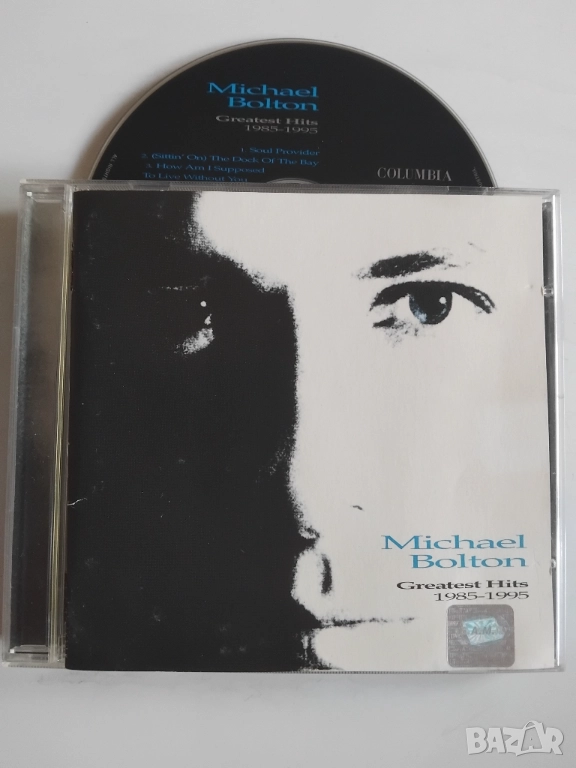 Michael
Bolton
Greatest Hits
1985-1995
1. Soul Provider
2. (Sittin' On) The Dock Of The Bay
3. How Am I Supposed
To Live Without You
COLUMBIA
Michael
Bolton
Greatest Hits
1985-1995
BAZAR